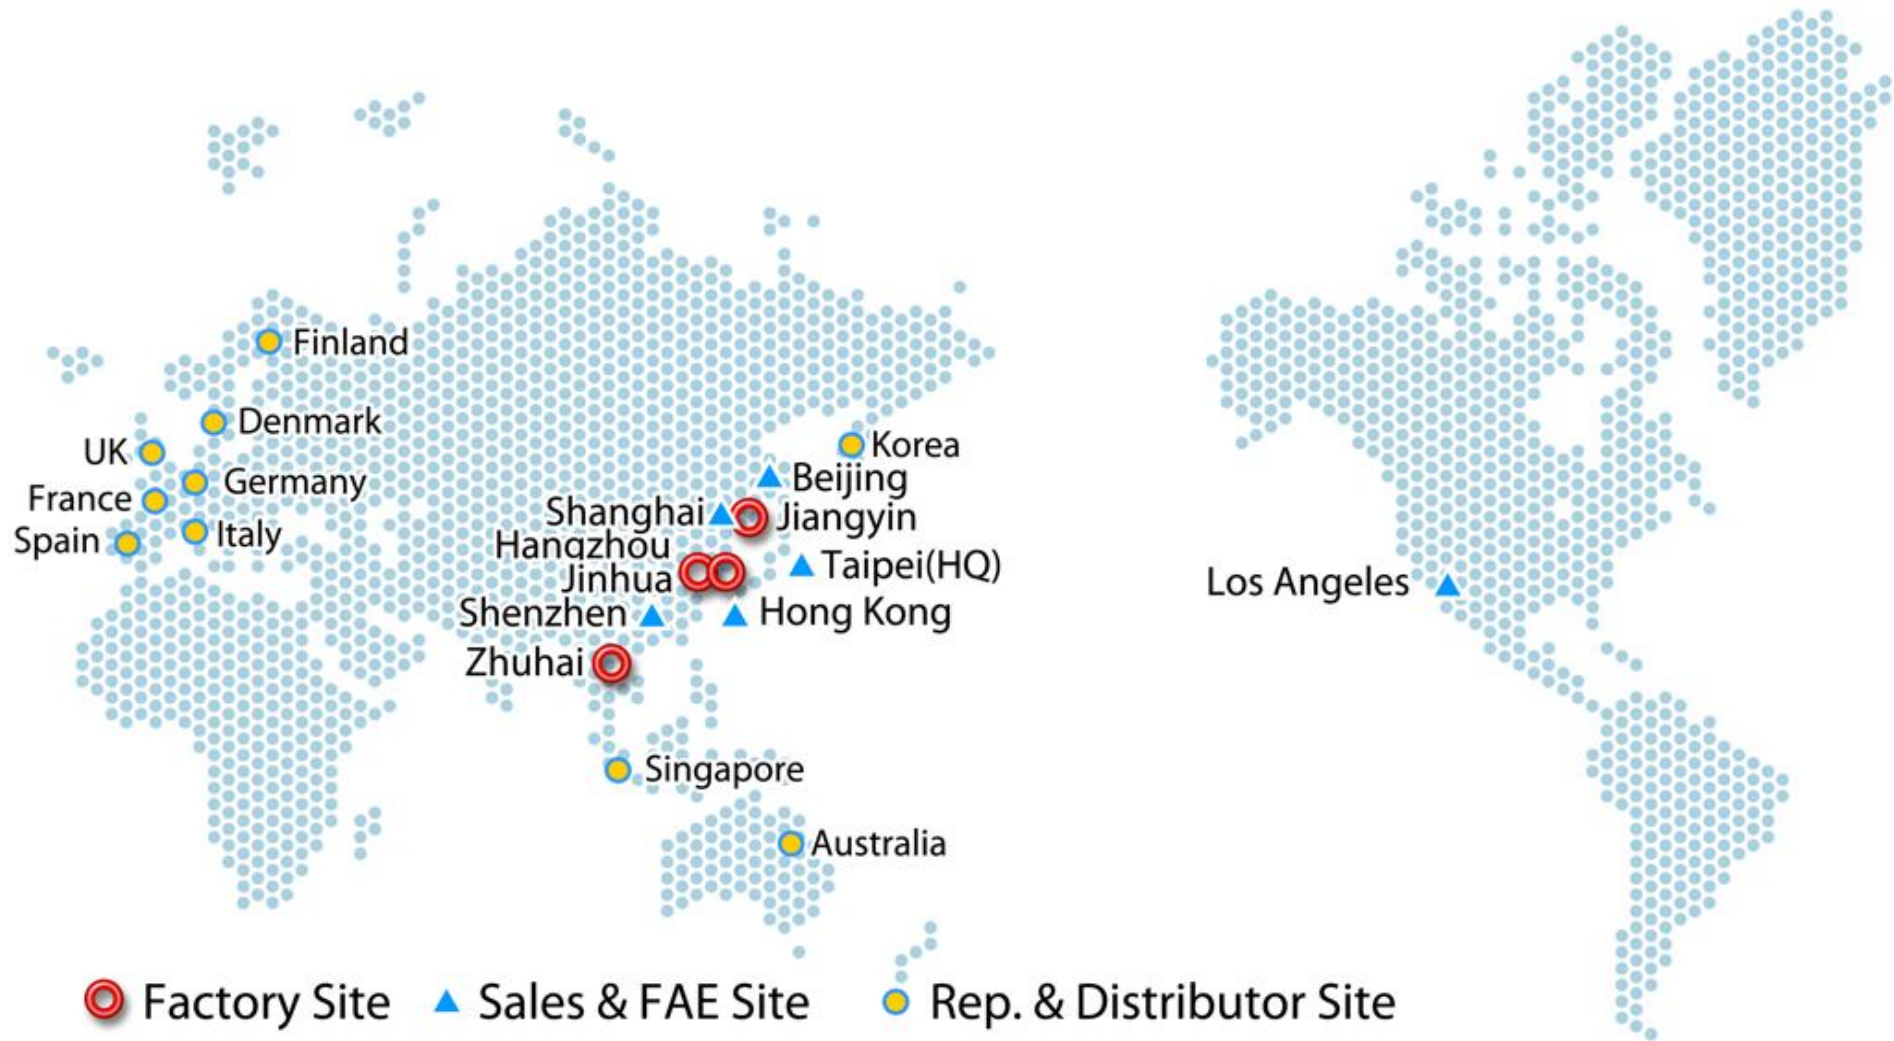 Finland
Denmark
UK
Germany
France
Italy
Spain
Korea
Beijing
Shanghai
Jiangyin
Hangzhou
Taipei(HQ)
Jinhua
Los Angeles
Shenzhen
Hong Kong
Zhuhai
Singapore
Australia
Factory Site
Sales & FAE Site
Rep. & Distributor Site